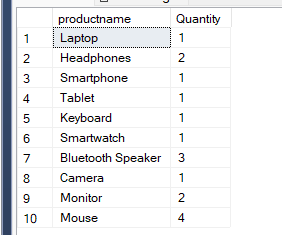 productname Quantity
1 Laptop 1
2 Headphones 2
3 Smartphone 1
4 Tablet 1
5 Keyboard 1
6 Smartwatch 1
7 Bluetooth Speaker 3
8 Camera 1
9 Monitor 2
10 Mouse 4